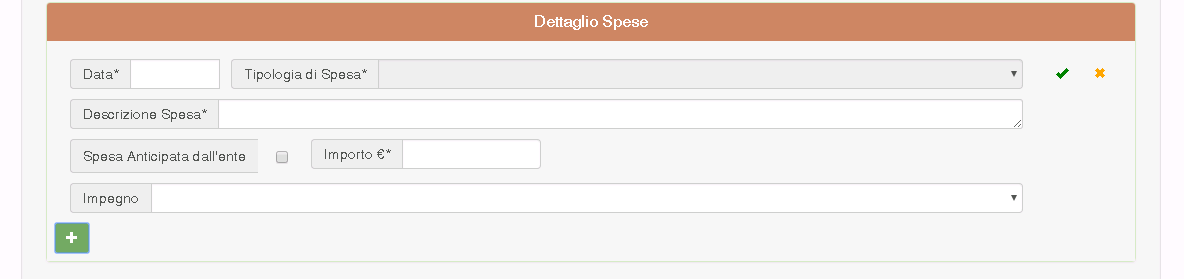 Dettaglio Spese
Data* Tipologia di Spesa*
Descrizione Spesa*
Spesa Anticipata dall'ente Importo €*
Impegno